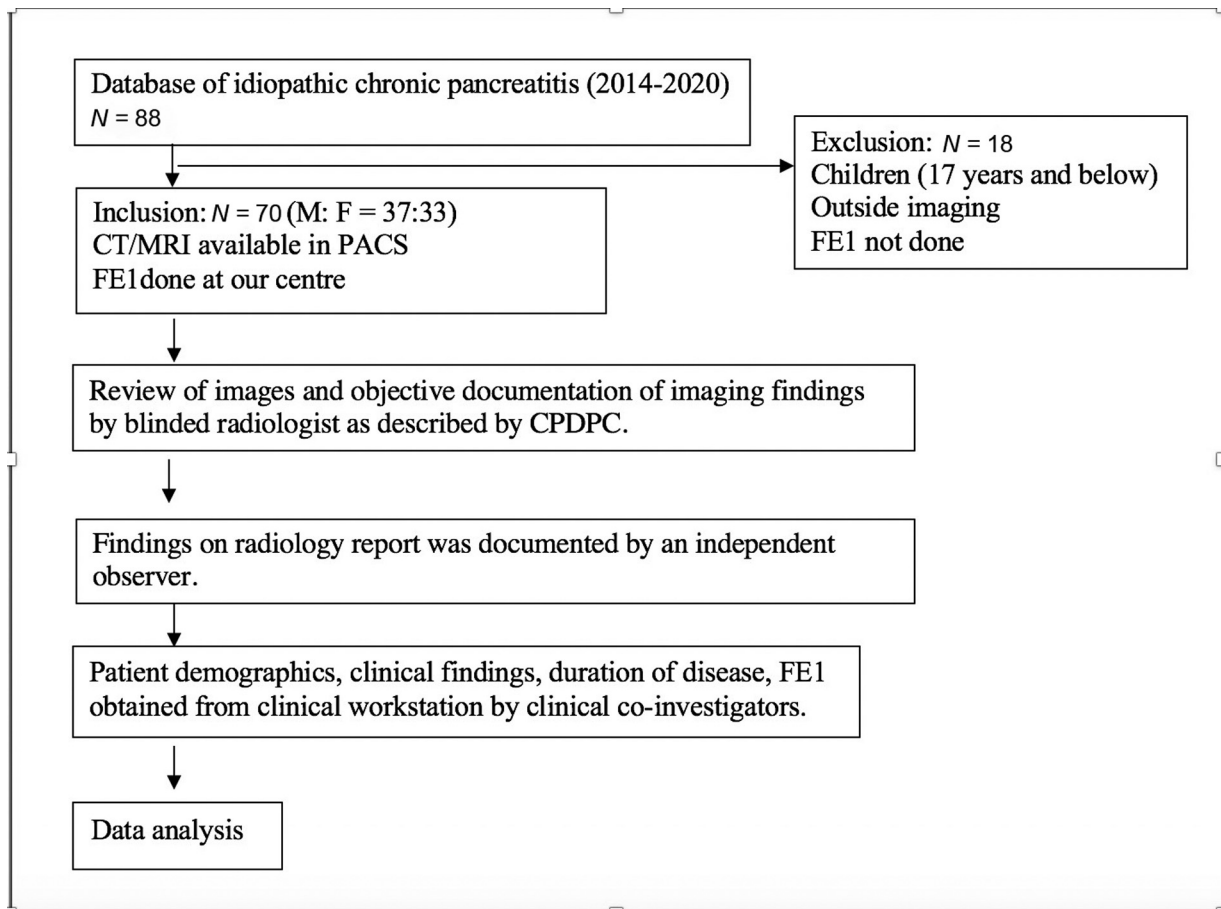 Database of idiopathic chronic pancreatitis (2014-2020)
N = 88
Exclusion: N = 18
Children (17 years and below)
Outside imaging
FE1 not done
Inclusion: N = 70 (M: F = 37:33)
CT/MRI available in PACS
FE1done at our centre
Review of images and objective documentation of imaging findings
by blinded radiologist as described by CPDPC.
Findings on radiology report was documented by an independent
observer.
Patient demographics, clinical findings, duration of disease, FE1
obtained from clinical workstation by clinical co-investigators.
Data analysis